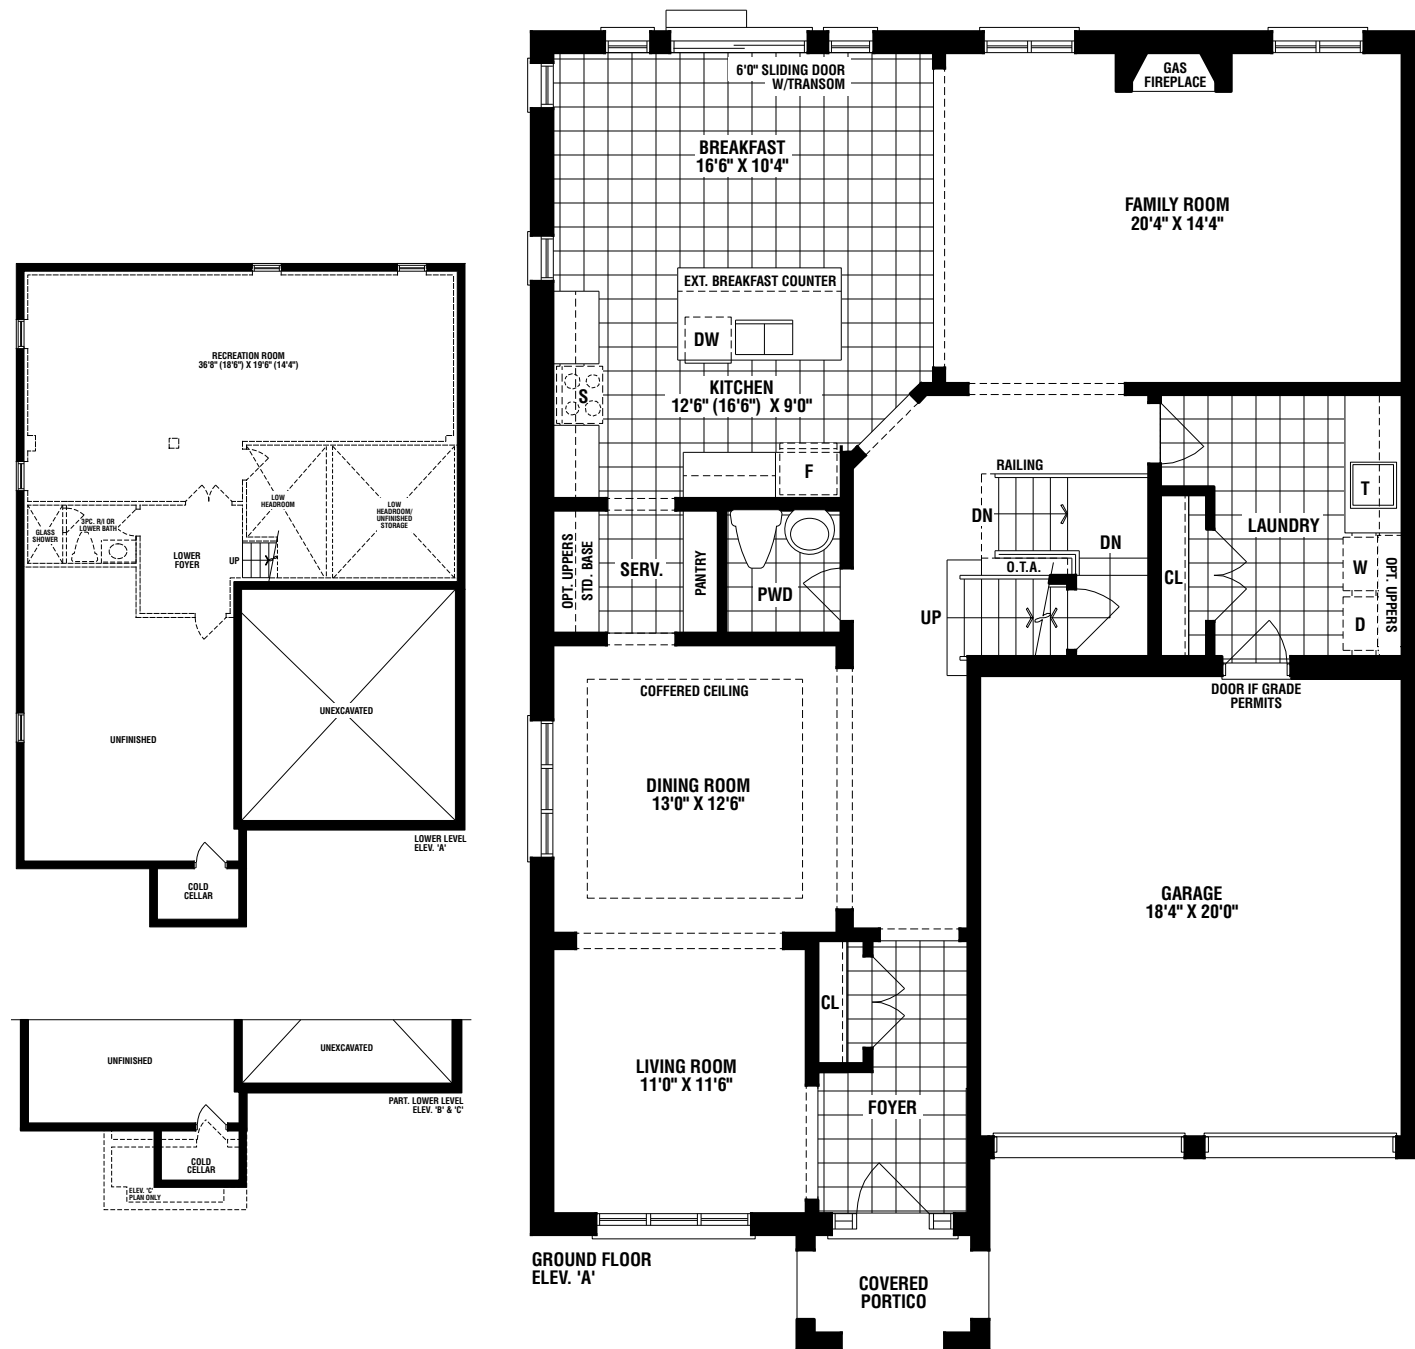 RECREATION ROOM
36'8" (18'6") X 19'6" (14'4")
GLASS
SHOWER
3PC. R/I OR
LOWER BATH
LOWER
FOYER
UP
LOW
HEADROOM
LOW
HEADROOM/
UNFINISHED
STORAGE
UNEXCAVATED
UNFINISHED
LOWER LEVEL
ELEV. 'A'
COLD
CELLAR
UNFINISHED
UNEXCAVATED
PART. LOWER LEVEL
ELEV. 'B' & 'C'
COLD
CELLAR
ELEV. 'C'
PLAN ONLY
6'0" SLIDING DOOR
W/TRANSOM
BREAKFAST
16'6" X 10'4"
GAS
FIREPLACE
FAMILY ROOM
20'4" X 14'4"
EXT. BREAKFAST COUNTER
DW
S
KITCHEN
12'6" (16'6") X 9'0"
F
RAILING
DN
DN
O.T.A.
UP
T
LAUNDRY
CL
W
D
OPT. UPPERS
OPT. UPPERS
STD. BASE
SERV.
PANTRY
PWD
DOOR IF GRADE
PERMITS
COFFERED CEILING
DINING ROOM
13'0" X 12'6"
GARAGE
18'4" X 20'0"
CL
LIVING ROOM
11'0" X 11'6"
FOYER
GROUND FLOOR
ELEV. 'A'
COVERED
PORTICO